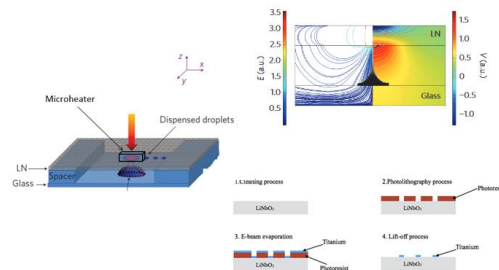 z
x
y
Microheater
Dispensed droplets
LN
Glass
Spacer
3.5
3.0
2.5
2.0
1.5
1.0
0.5
E (a.u.)
LN
Glass
1.5
1.0
0.5
0
−0.5
−1.0
V (a.u.)
1.Cleaning process
LiNbO₃
2.Photolithography process
Photores
LiNbO₃
3. E-beam evaporation
Titanium
LiNbO₃
Photoresist
4. Lift-off process
Titanium
LiNbO₃